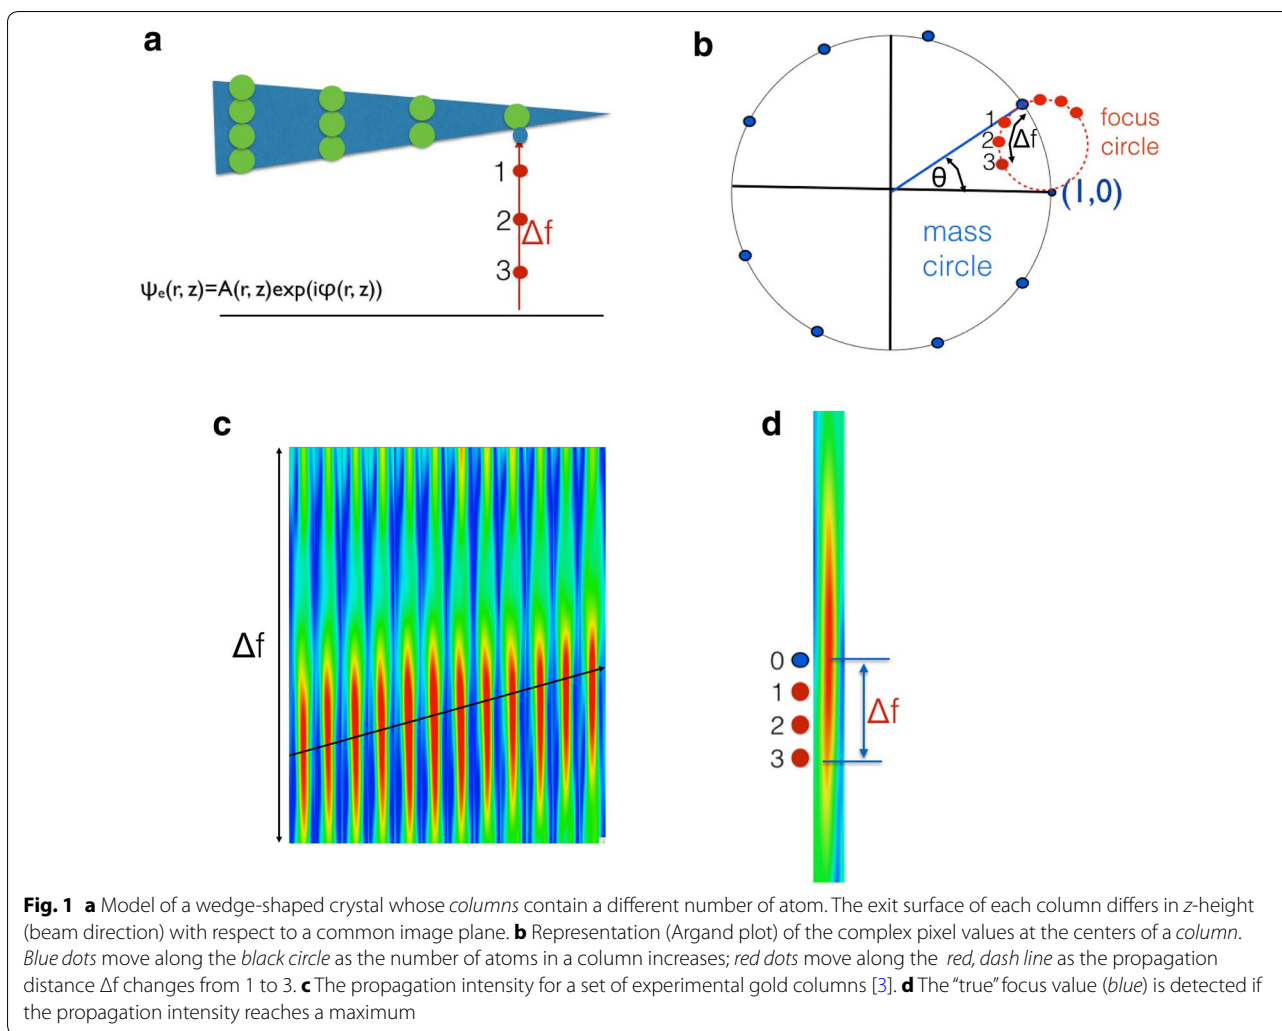 a
1
2
Δf
3
ψe(r, z)=A(r, z)exp(iφ(r, z))
b
1
2
3
Δf
focus
circle
θ
(1,0)
mass
circle
c
Δf
d
0
1
2
3
Δf
Fig. 1 a Model of a wedge-shaped crystal whose columns contain a different number of atom. The exit surface of each column differs in z-height
(beam direction) with respect to a common image plane. b Representation (Argand plot) of the complex pixel values at the centers of a column.
Blue dots move along the black circle as the number of atoms in a column increases; red dots move along the red, dash line as the propagation
distance Δf changes from 1 to 3. c The propagation intensity for a set of experimental gold columns [3]. d The “true” focus value (blue) is detected if
the propagation intensity reaches a maximum